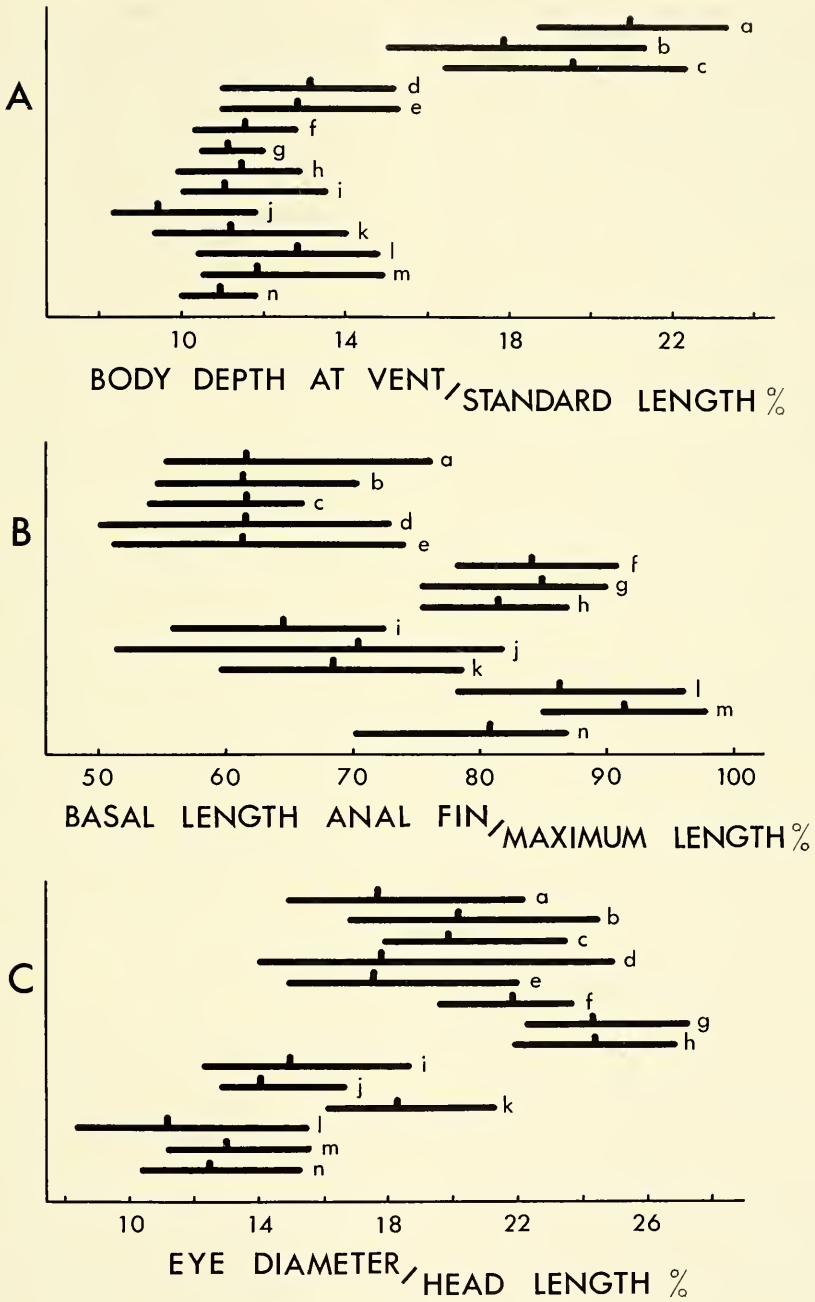 A
a
b
c
d
e
f
g
h
i
j
k
l
m
n
10 14 18 22
BODY DEPTH AT VENT/STANDARD LENGTH %
B
a
b
c
d
e
f
g
h
i
j
k
l
m
n
50 60 70 80 90 100
BASAL LENGTH ANAL FIN/MAXIMUM LENGTH %
C
a
b
c
d
e
f
g
h
i
j
k
l
m
n
10 14 18 22 26
EYE DIAMETER/HEAD LENGTH %